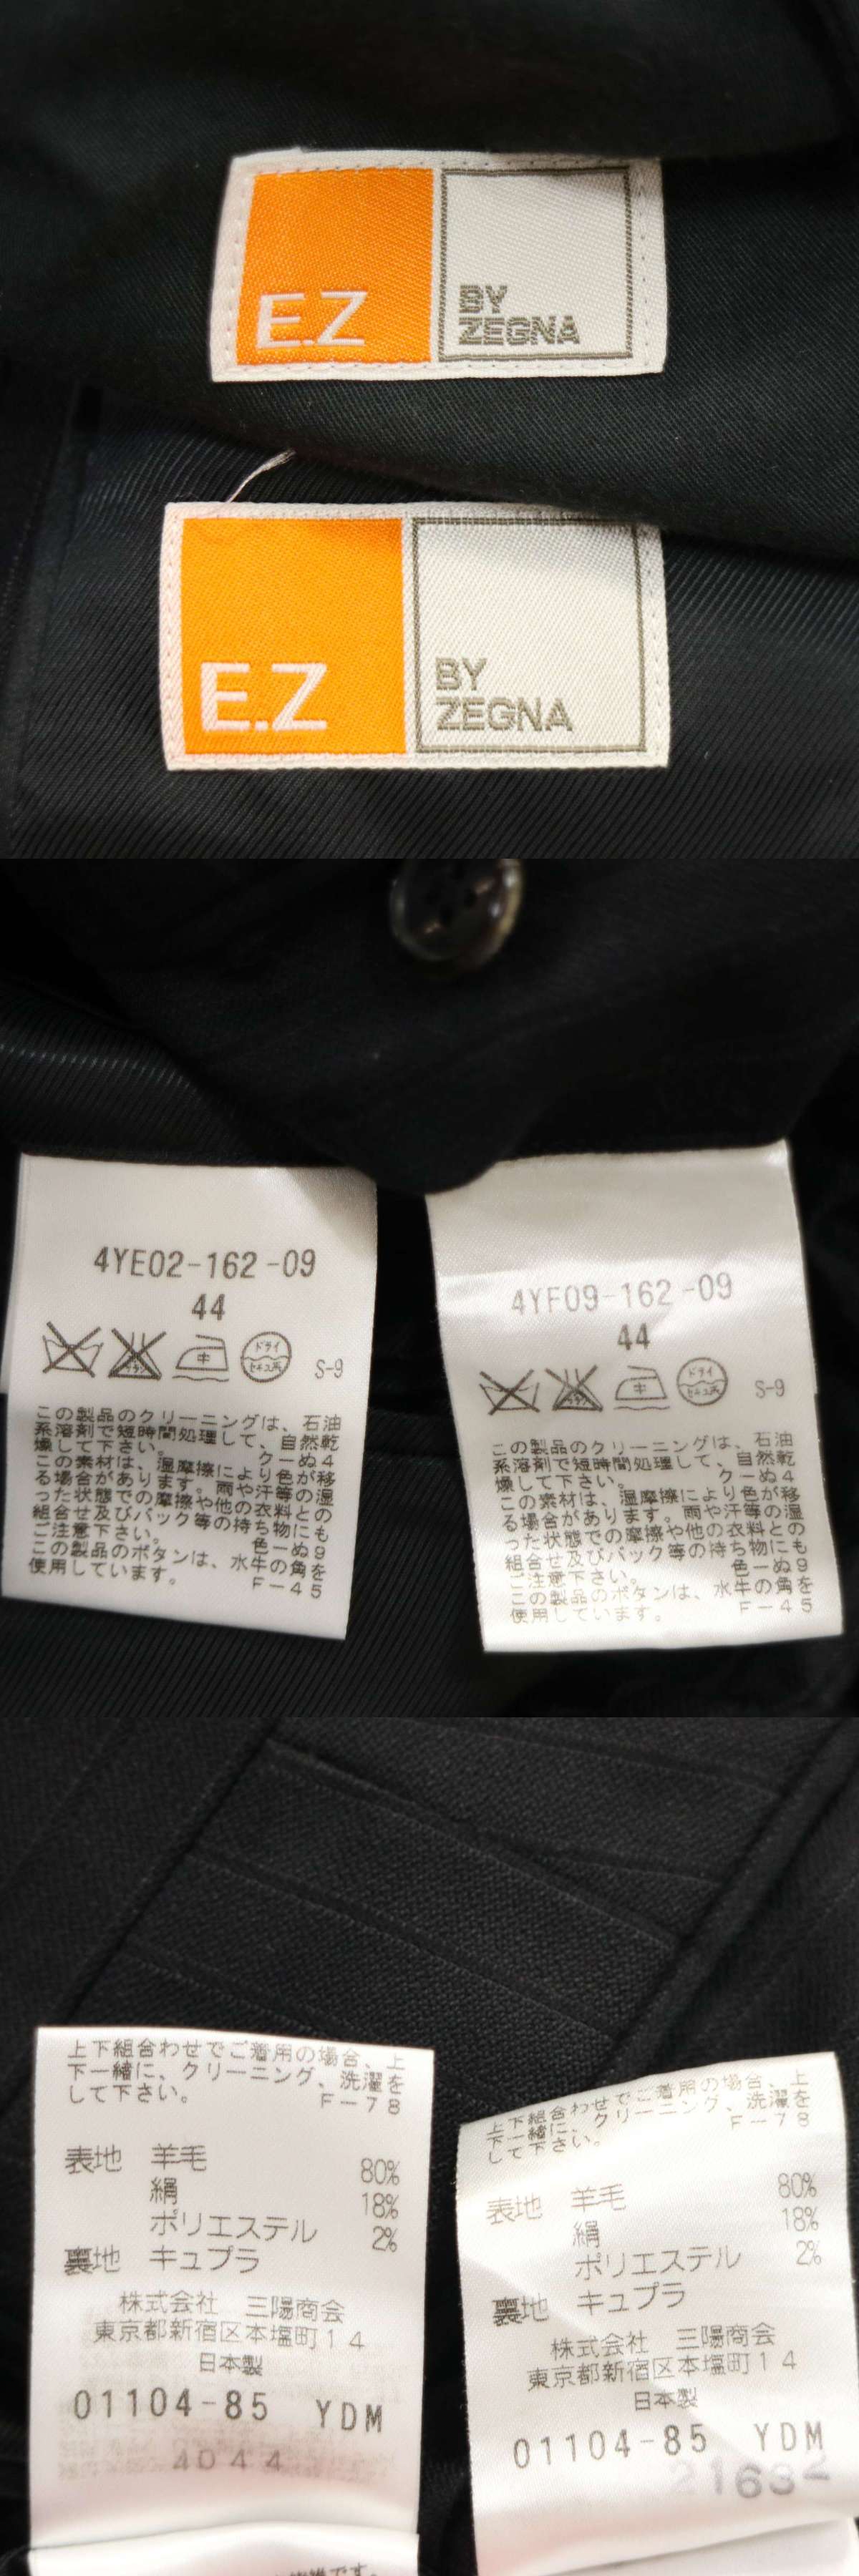 E.Z
BY
ZEGNA
E.Z
BY
ZEGNA
4YE02-162-09
44
ドライ
セキユ系
S-9
この製品のクリーニングは、石油
系溶剤で短時間処理して、自然乾
燥して下さい。 クーぬ4
この素材は、湿摩擦により色が移
る場合があります。雨や汗等の湿
った状態での摩擦や他の衣料との
組合せ及びバック等の持ち物にも
ご注意下さい。 色ーぬ9
この製品のボタンは、水牛の角を
使用しています。 F-45
4YF09-162-09
44
ドライ
セキユ系
S-9
この製品のクリーニングは、石油
系溶剤で短時間処理して、自然乾
燥して下さい。 クーぬ4
この素材は、湿摩擦により色が移
る場合があります。雨や汗等の湿
った状態での摩擦や他の衣料との
組合せ及びバック等の持ち物にも
ご注意下さい。 色ーぬ9
この製品のボタンは、水牛の角を
使用しています。 F-45
上下組合わせでご着用の場合、上
下一緒に、クリーニング、洗濯を
して下さい。 F-78
表地 羊毛 80%
絹 18%
ポリエステル 2%
裏地 キュプラ
株式会社 三陽商会
東京都新宿区本塩町14
日本製
01104-85 YDM
4044
上下組合わせでご着用の場合、上
下一緒に、クリーニング、洗濯を
して下さい。 F-78
表地 羊毛 80%
絹 18%
ポリエステル 2%
裏地 キュプラ
株式会社 三陽商会
東京都新宿区本塩町14
日本製
01104-85 YDM
21632
です。